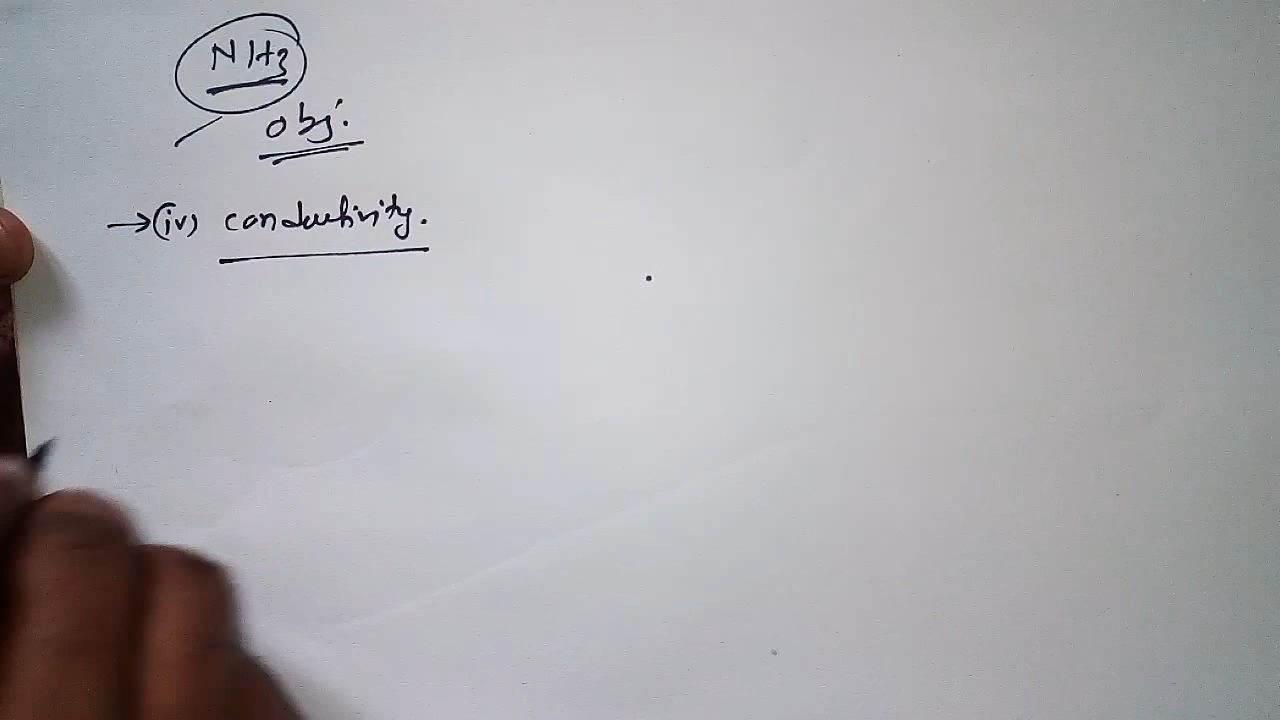 NH3
obj.
→(iv) conductivity.